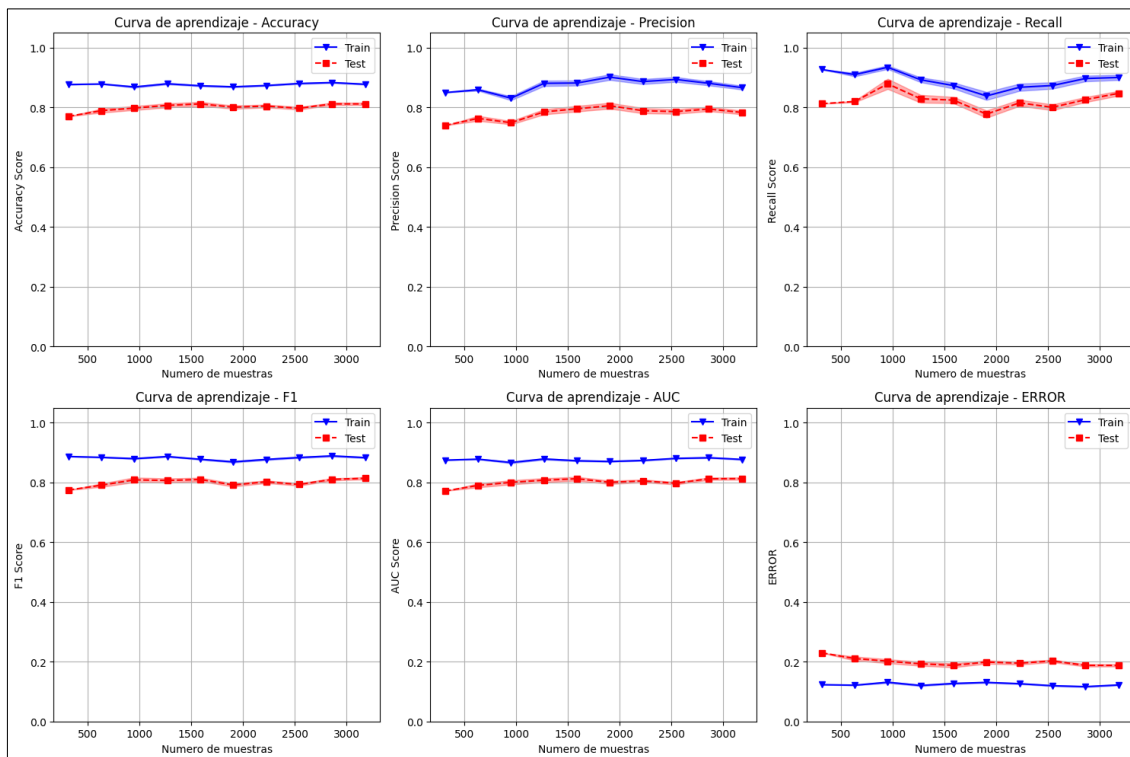 Curva de aprendizaje - Accuracy
1.0
0.8
0.6
0.4
0.2
0.0
Accuracy Score
Train
Test
500 1000 1500 2000 2500 3000
Numero de muestras
Curva de aprendizaje - Precision
1.0
0.8
0.6
0.4
0.2
0.0
Precision Score
Train
Test
500 1000 1500 2000 2500 3000
Numero de muestras
Curva de aprendizaje - Recall
1.0
0.8
0.6
0.4
0.2
0.0
Recall Score
Train
Test
500 1000 1500 2000 2500 3000
Numero de muestras
Curva de aprendizaje - F1
1.0
0.8
0.6
0.4
0.2
0.0
F1 Score
Train
Test
500 1000 1500 2000 2500 3000
Numero de muestras
Curva de aprendizaje - AUC
1.0
0.8
0.6
0.4
0.2
0.0
AUC Score
Train
Test
500 1000 1500 2000 2500 3000
Numero de muestras
Curva de aprendizaje - ERROR
1.0
0.8
0.6
0.4
0.2
0.0
ERROR
Train
Test
500 1000 1500 2000 2500 3000
Numero de muestras